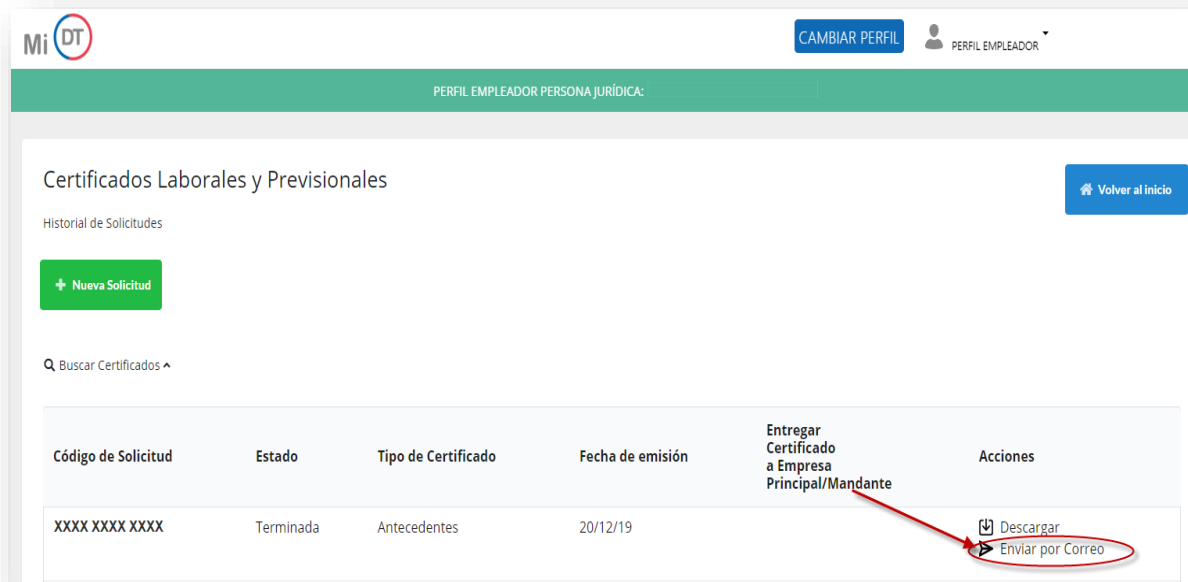 Mi DT
CAMBIAR PERFIL
PERFIL EMPLEADOR
PERFIL EMPLEADOR PERSONA JURÍDICA:
Certificados Laborales y Previsionales
Volver al inicio
Historial de Solicitudes
+ Nueva Solicitud
Buscar Certificados
Código de Solicitud
Estado
Tipo de Certificado
Fecha de emisión
Entregar
Certificado
a Empresa
Principal/Mandante
Acciones
XXXX XXXX XXXX
Terminada
Antecedentes
20/12/19
Descargar
Enviar por Correo